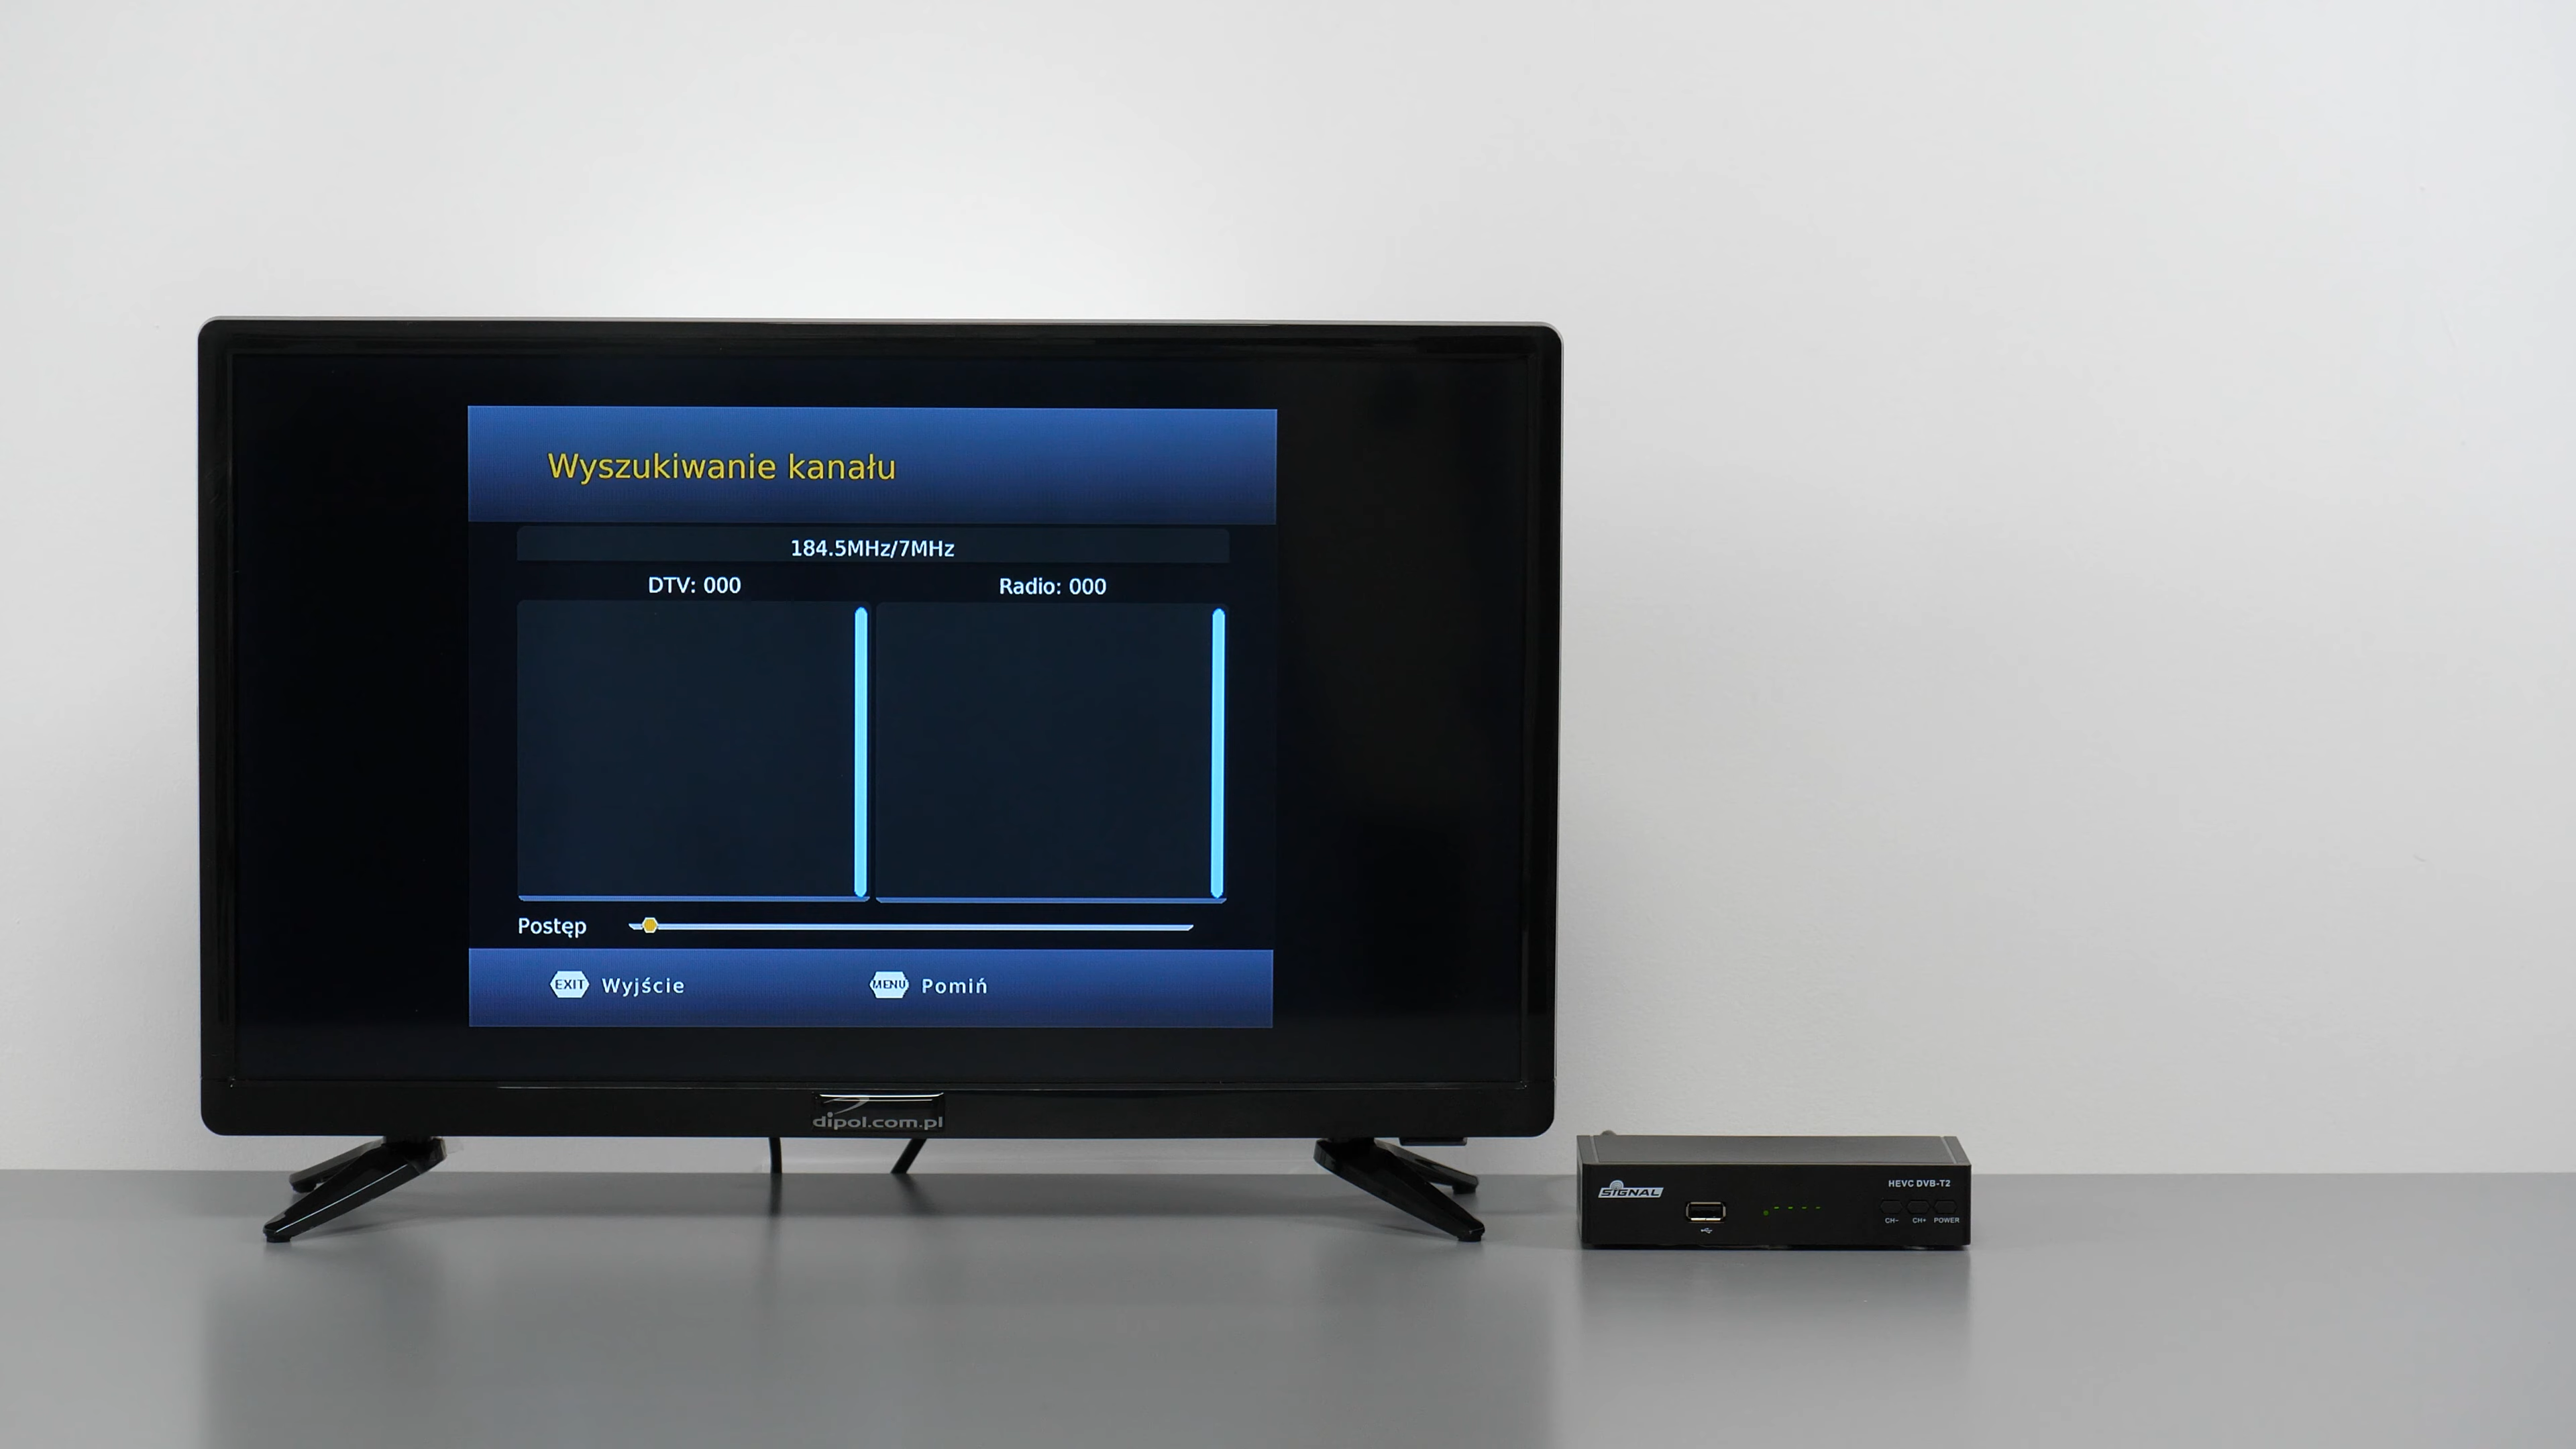 Wyszukiwanie kanału
184.5MHz/7MHz
DTV: 000
Radio: 000
Postęp
EXIT Wyjście
MENU Pomiń
dipol.com.pl
SIGNAL
HEVC DVB-T2
CH- CH+ POWER